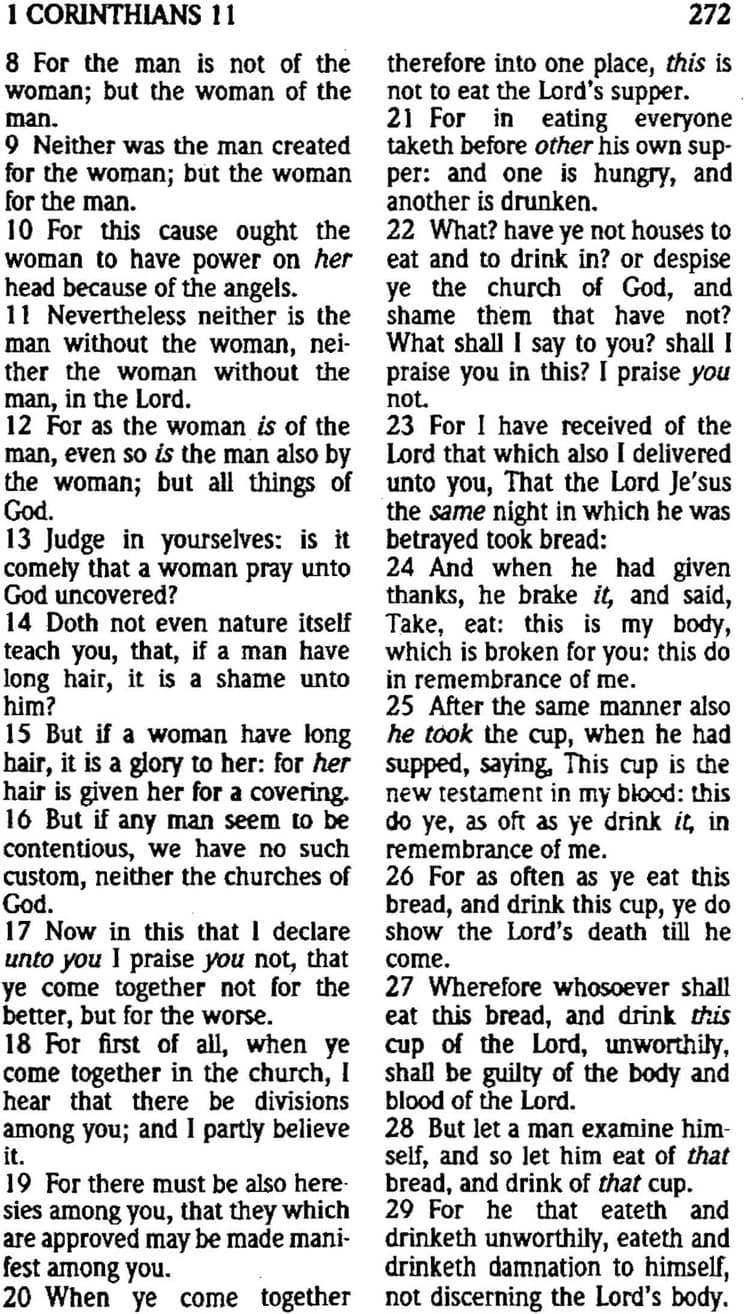 1 CORINTHIANS 11
272
8 For the man is not of the
woman; but the woman of the
man.
9 Neither was the man created
for the woman; but the woman
for the man.
10 For this cause ought the
woman to have power on her
head because of the angels.
11 Nevertheless neither is the
man without the woman, nei-
ther the woman without the
man, in the Lord.
12 For as the woman is of the
man, even so is the man also by
the woman; but all things of
God.
13 Judge in yourselves: is it
comely that a woman pray unto
God uncovered?
14 Doth not even nature itself
teach you, that, if a man have
long hair, it is a shame unto
him?
15 But if a woman have long
hair, it is a glory to her: for her
hair is given her for a covering.
16 But if any man seem to be
contentious, we have no such
custom, neither the churches of
God.
17 Now in this that I declare
unto you I praise you not, that
ye come together not for the
better, but for the worse.
18 For first of all, when ye
come together in the church, I
hear that there be divisions
among you; and I partly believe
it.
19 For there must be also here-
sies among you, that they which
are approved may be made mani-
fest among you.
20 When ye come together
therefore into one place, this is
not to eat the Lord's supper.
21 For in eating everyone
taketh before other his own sup-
per: and one is hungry, and
another is drunken.
22 What? have ye not houses to
eat and to drink in? or despise
ye the church of God, and
shame them that have not?
What shall I say to you? shall I
praise you in this? I praise you
not.
23 For I have received of the
Lord that which also I delivered
unto you, That the Lord Je'sus
the same night in which he was
betrayed took bread:
24 And when he had given
thanks, he brake it, and said,
Take, eat: this is my body,
which is broken for you: this do
in remembrance of me.
25 After the same manner also
he took the cup, when he had
supped, saying, This cup is the
new testament in my blood: this
do ye, as oft as ye drink it, in
remembrance of me.
26 For as often as ye eat this
bread, and drink this cup, ye do
show the Lord's death till he
come.
27 Wherefore whosoever shall
eat this bread, and drink this
cup of the Lord, unworthily,
shall be guilty of the body and
blood of the Lord.
28 But let a man examine him-
self, and so let him eat of that
bread, and drink of that cup.
29 For he that eateth and
drinketh unworthily, eateth and
drinketh damnation to himself,
not discerning the Lord's body.